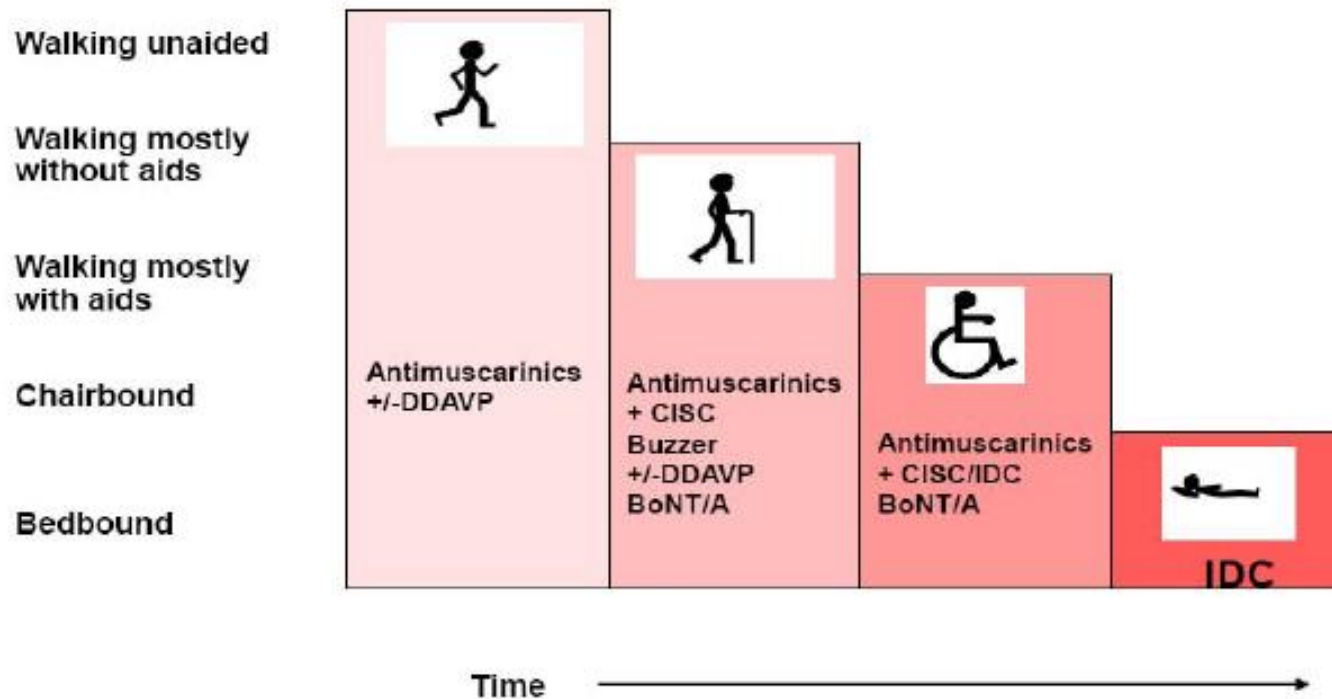 Walking unaided
Walking mostly
without aids
Walking mostly
with aids
Chairbound
Bedbound
Antimuscarinics
+/-DDAVP
Antimuscarinics
+ CISC
Buzzer
+/-DDAVP
BoNT/A
Antimuscarinics
+ CISC/IDC
BoNT/A
IDC
Time